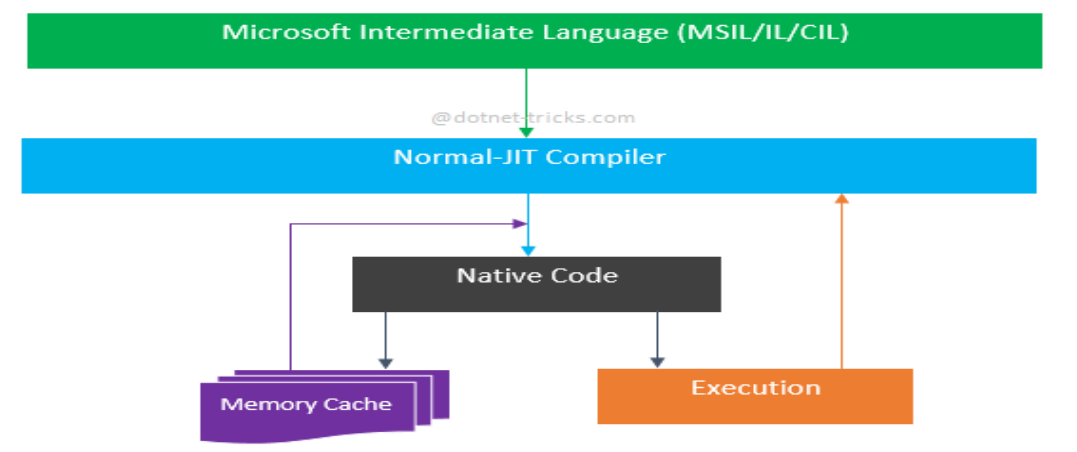 Microsoft Intermediate Language (MSIL/IL/CIL)
@dotnet-tricks.com
Normal-JIT Compiler
Native Code
Memory Cache
Execution